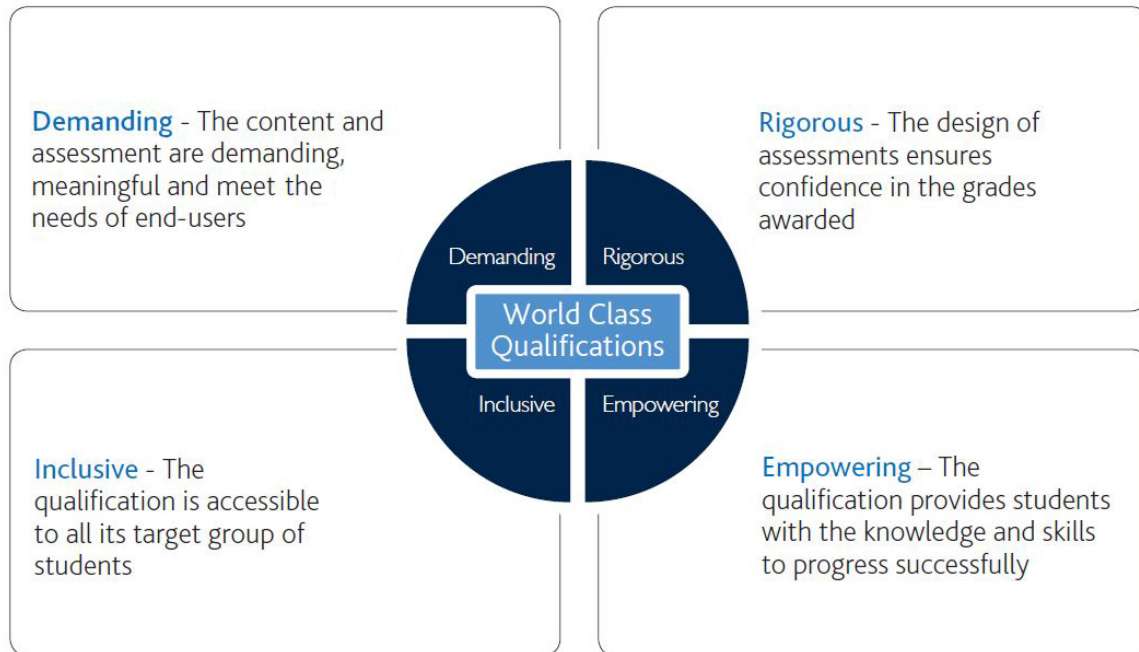 Demanding - The content and
assessment are demanding,
meaningful and meet the
needs of end-users
Rigorous - The design of
assessments ensures
confidence in the grades
awarded
Demanding
Rigorous
World Class
Qualifications
Inclusive
Empowering
Inclusive - The
qualification is accessible
to all its target group of
students
Empowering – The
qualification provides students
with the knowledge and skills
to progress successfully